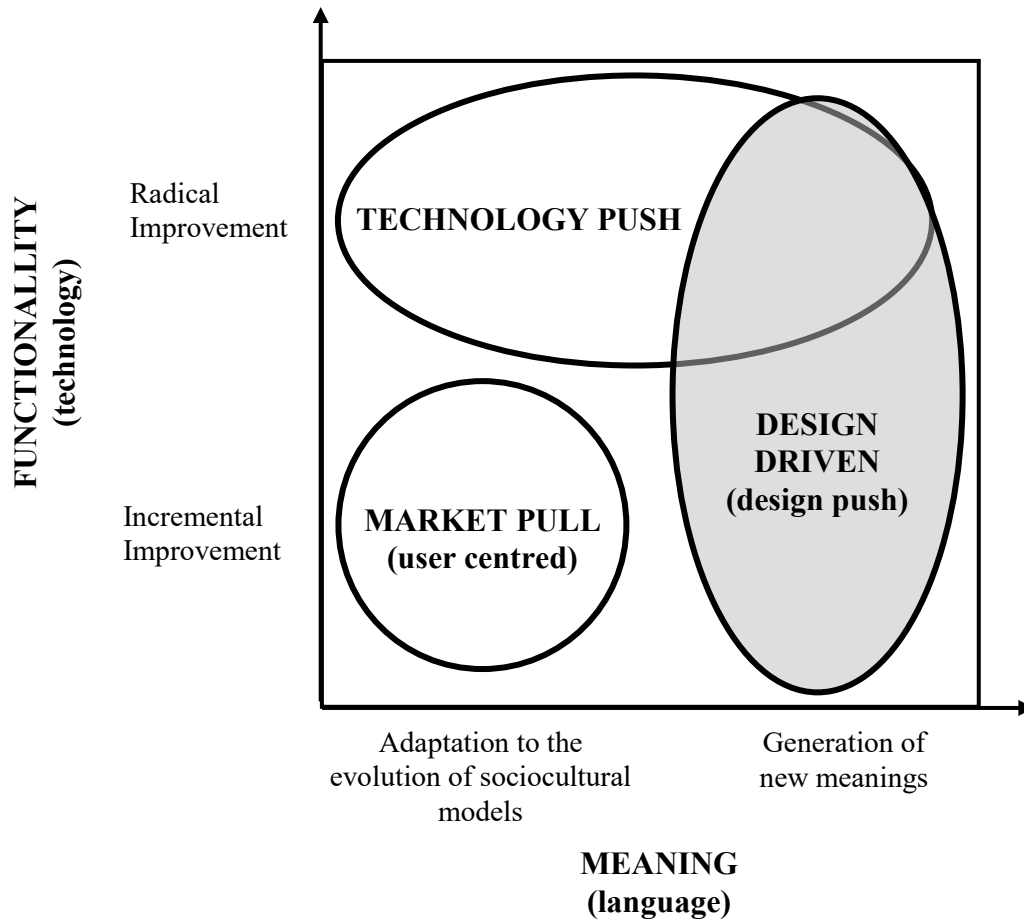 FUNCTIONALLITY
(technology)
Radical
Improvement
Incremental
Improvement
TECHNOLOGY PUSH
MARKET PULL
(user centred)
DESIGN
DRIVEN
(design push)
Adaptation to the
evolution of sociocultural
models
Generation of
new meanings
MEANING
(language)